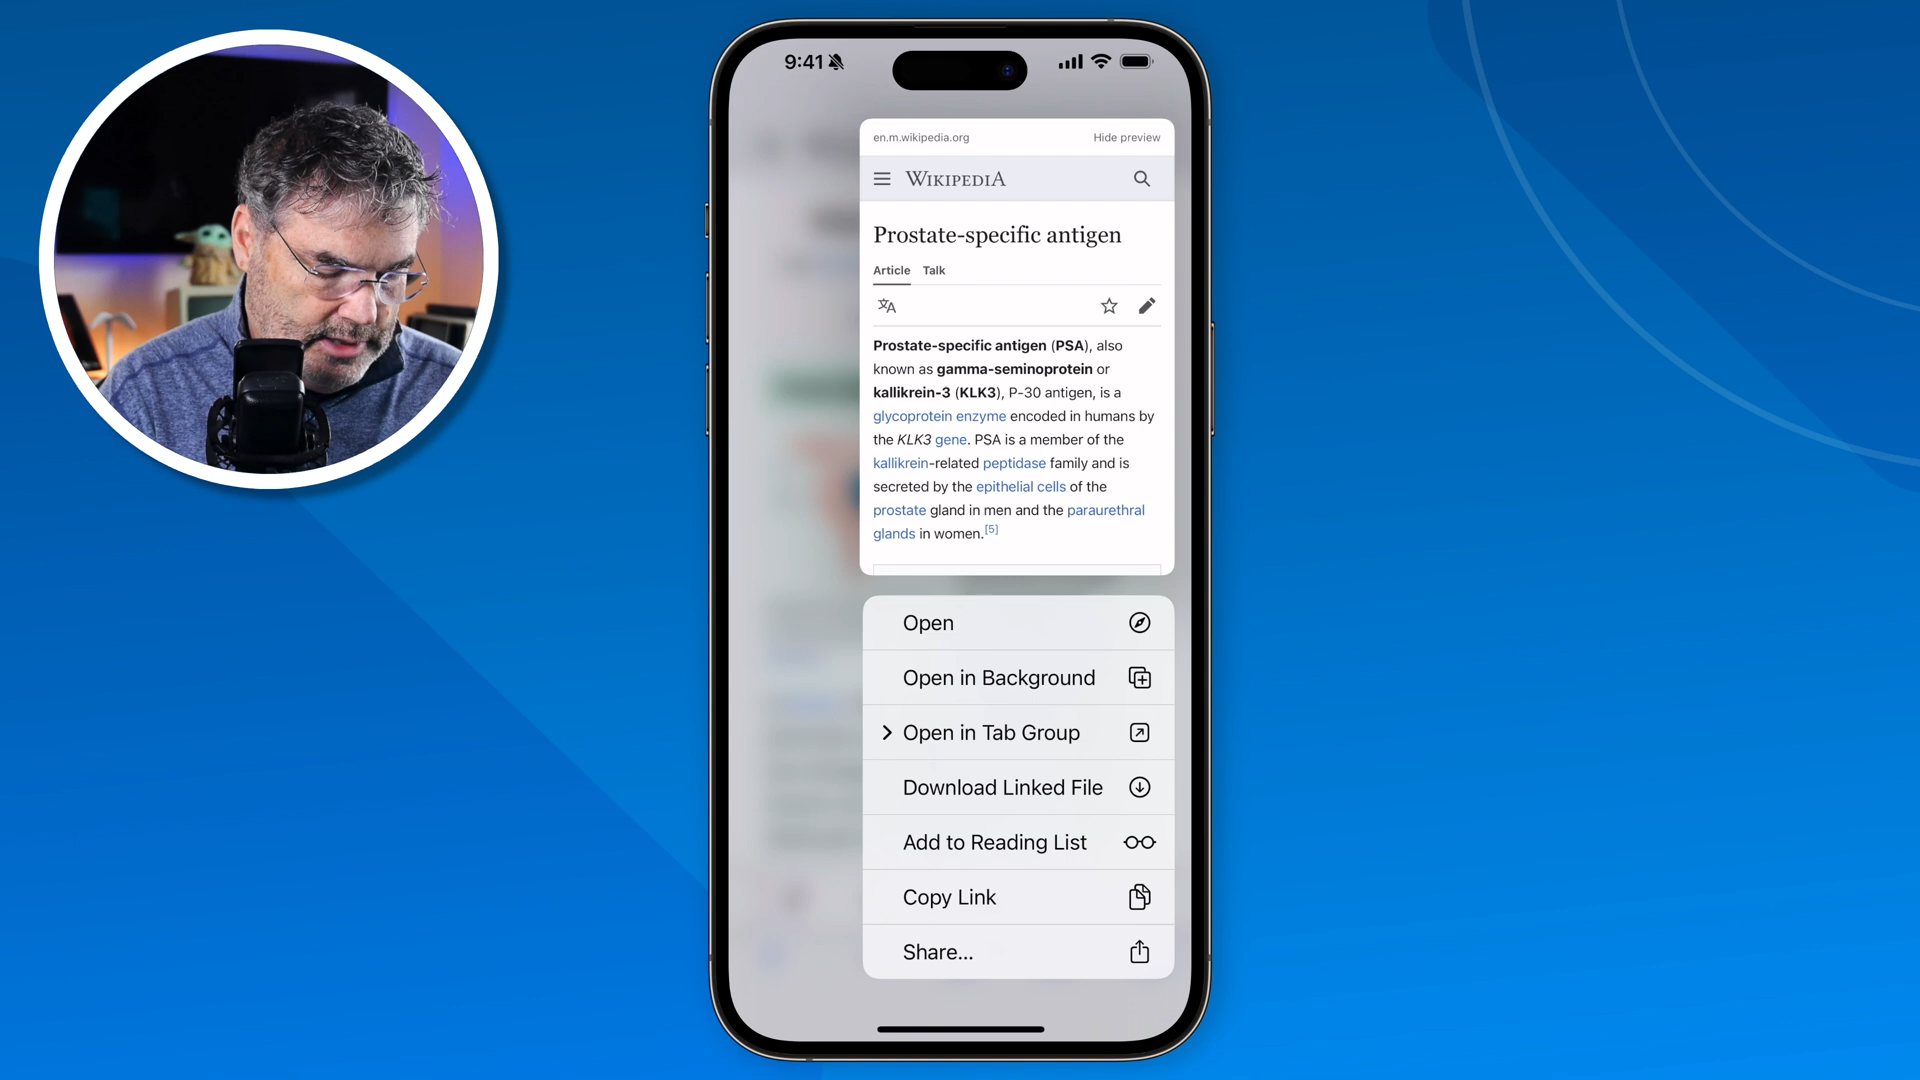 9:41
en.m.wikipedia.org Hide preview
WIKIPEDIA
Prostate-specific antigen
Article Talk
Prostate-specific antigen (PSA), also
known as gamma-seminoprotein or
kallikrein-3 (KLK3), P-30 antigen, is a
glycoprotein enzyme encoded in humans by
the KLK3 gene. PSA is a member of the
kallikrein-related peptidase family and is
secreted by the epithelial cells of the
prostate gland in men and the paraurethral
glands in women.[5]
Open
Open in Background
Open in Tab Group
Download Linked File
Add to Reading List
Copy Link
Share...